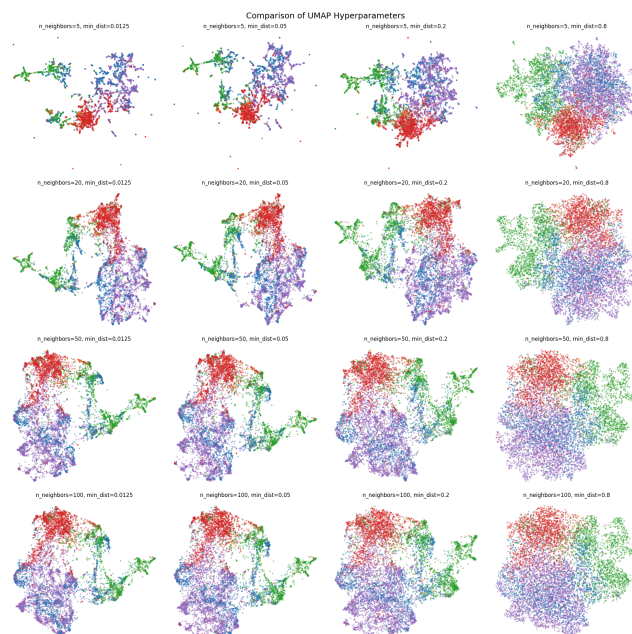 Comparison of UMAP Hyperparameters
n_neighbors=5, min_dist=0.0125
n_neighbors=5, min_dist=0.05
n_neighbors=5, min_dist=0.2
n_neighbors=5, min_dist=0.8
n_neighbors=20, min_dist=0.0125
n_neighbors=20, min_dist=0.05
n_neighbors=20, min_dist=0.2
n_neighbors=20, min_dist=0.8
n_neighbors=50, min_dist=0.0125
n_neighbors=50, min_dist=0.05
n_neighbors=50, min_dist=0.2
n_neighbors=50, min_dist=0.8
n_neighbors=100, min_dist=0.0125
n_neighbors=100, min_dist=0.05
n_neighbors=100, min_dist=0.2
n_neighbors=100, min_dist=0.8